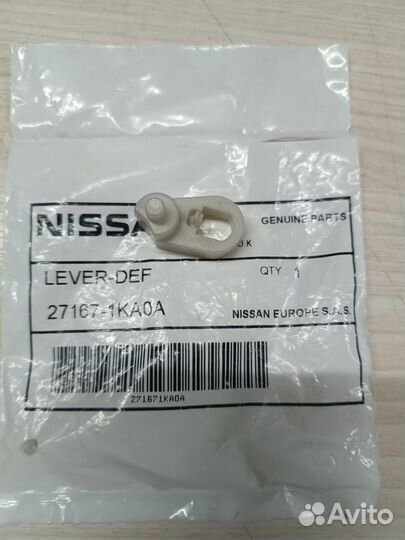 NISSA
GENUINE PARTS
LEVER-DEF
QTY 1
27167-1KA0A
NISSAN EUROPE S.A.S.
271671KA0A
Avito